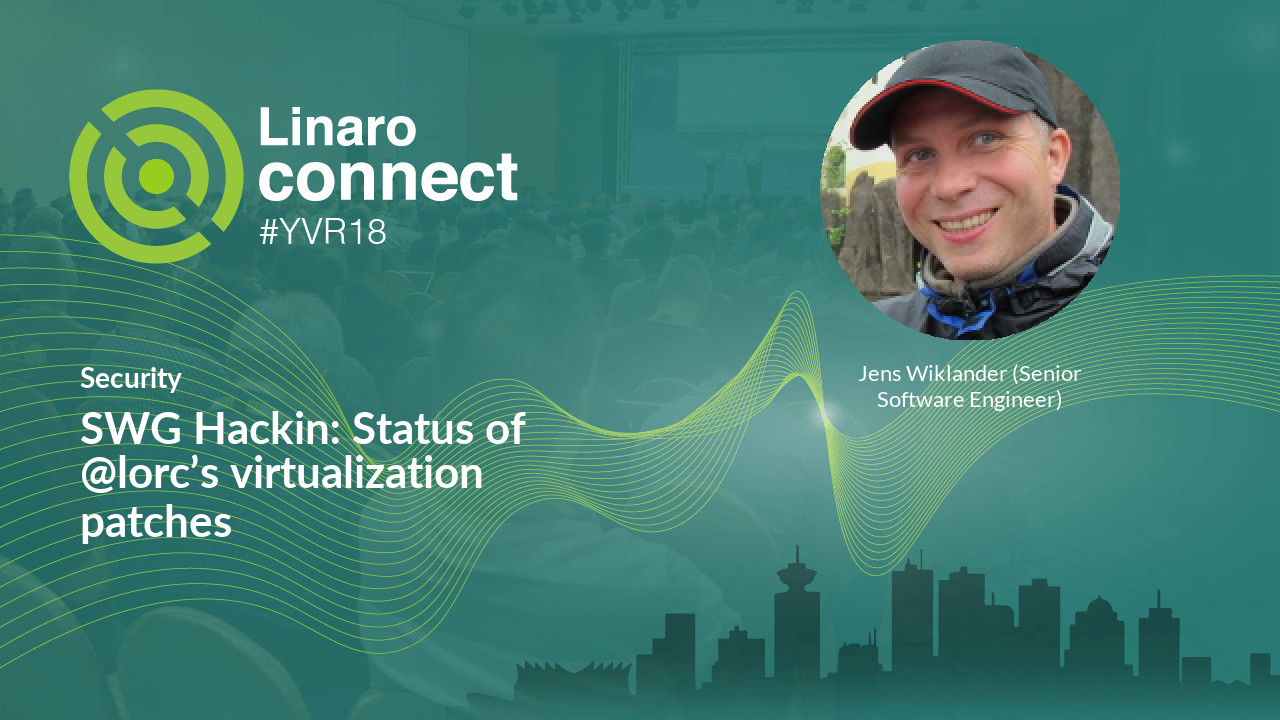 Linaro
connect
#YVR18
Security
SWG Hackin: Status of
@lorc’s virtualization
patches
Jens Wiklander (Senior
Software Engineer)